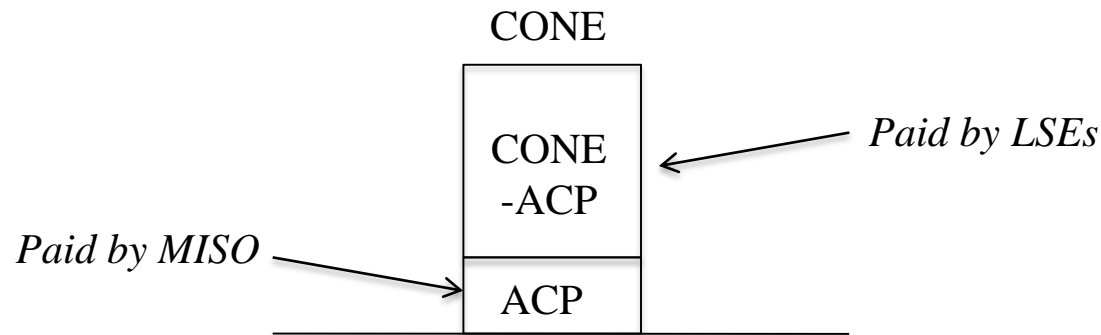 CONE
CONE
-ACP
Paid by LSEs
Paid by MISO
ACP